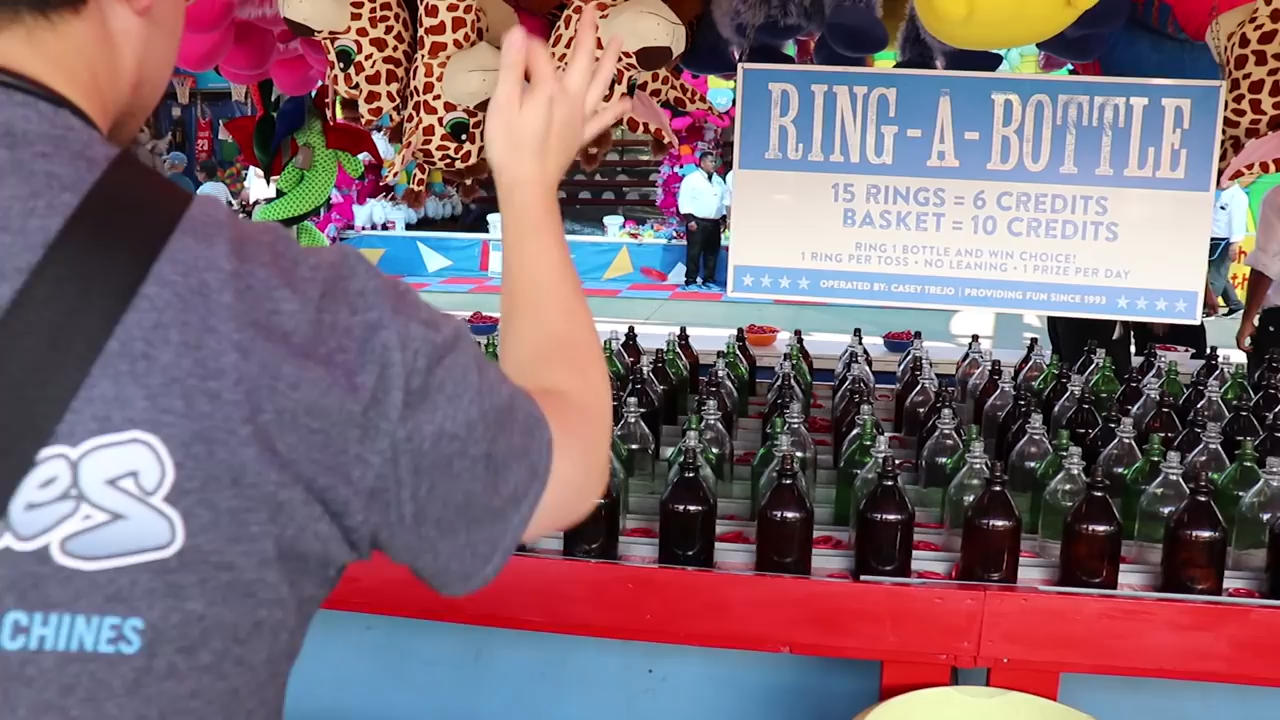 RING-A-BOTTLE
15 RINGS = 6 CREDITS
BASKET = 10 CREDITS
RING 1 BOTTLE AND WIN CHOICE!
1 RING PER TOSS • NO LEANING • 1 PRIZE PER DAY
OPERATED BY: CASEY TREJO | PROVIDING FUN SINCE 1993
CHINES
23